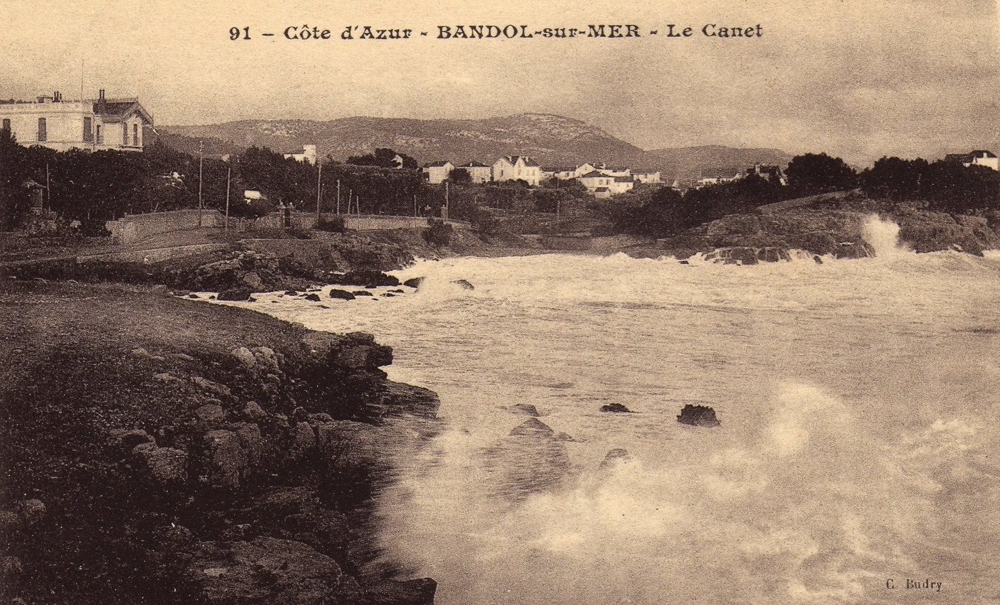 91 - Côte d'Azur - BANDOL-sur-MER - Le Canet
C. Budry